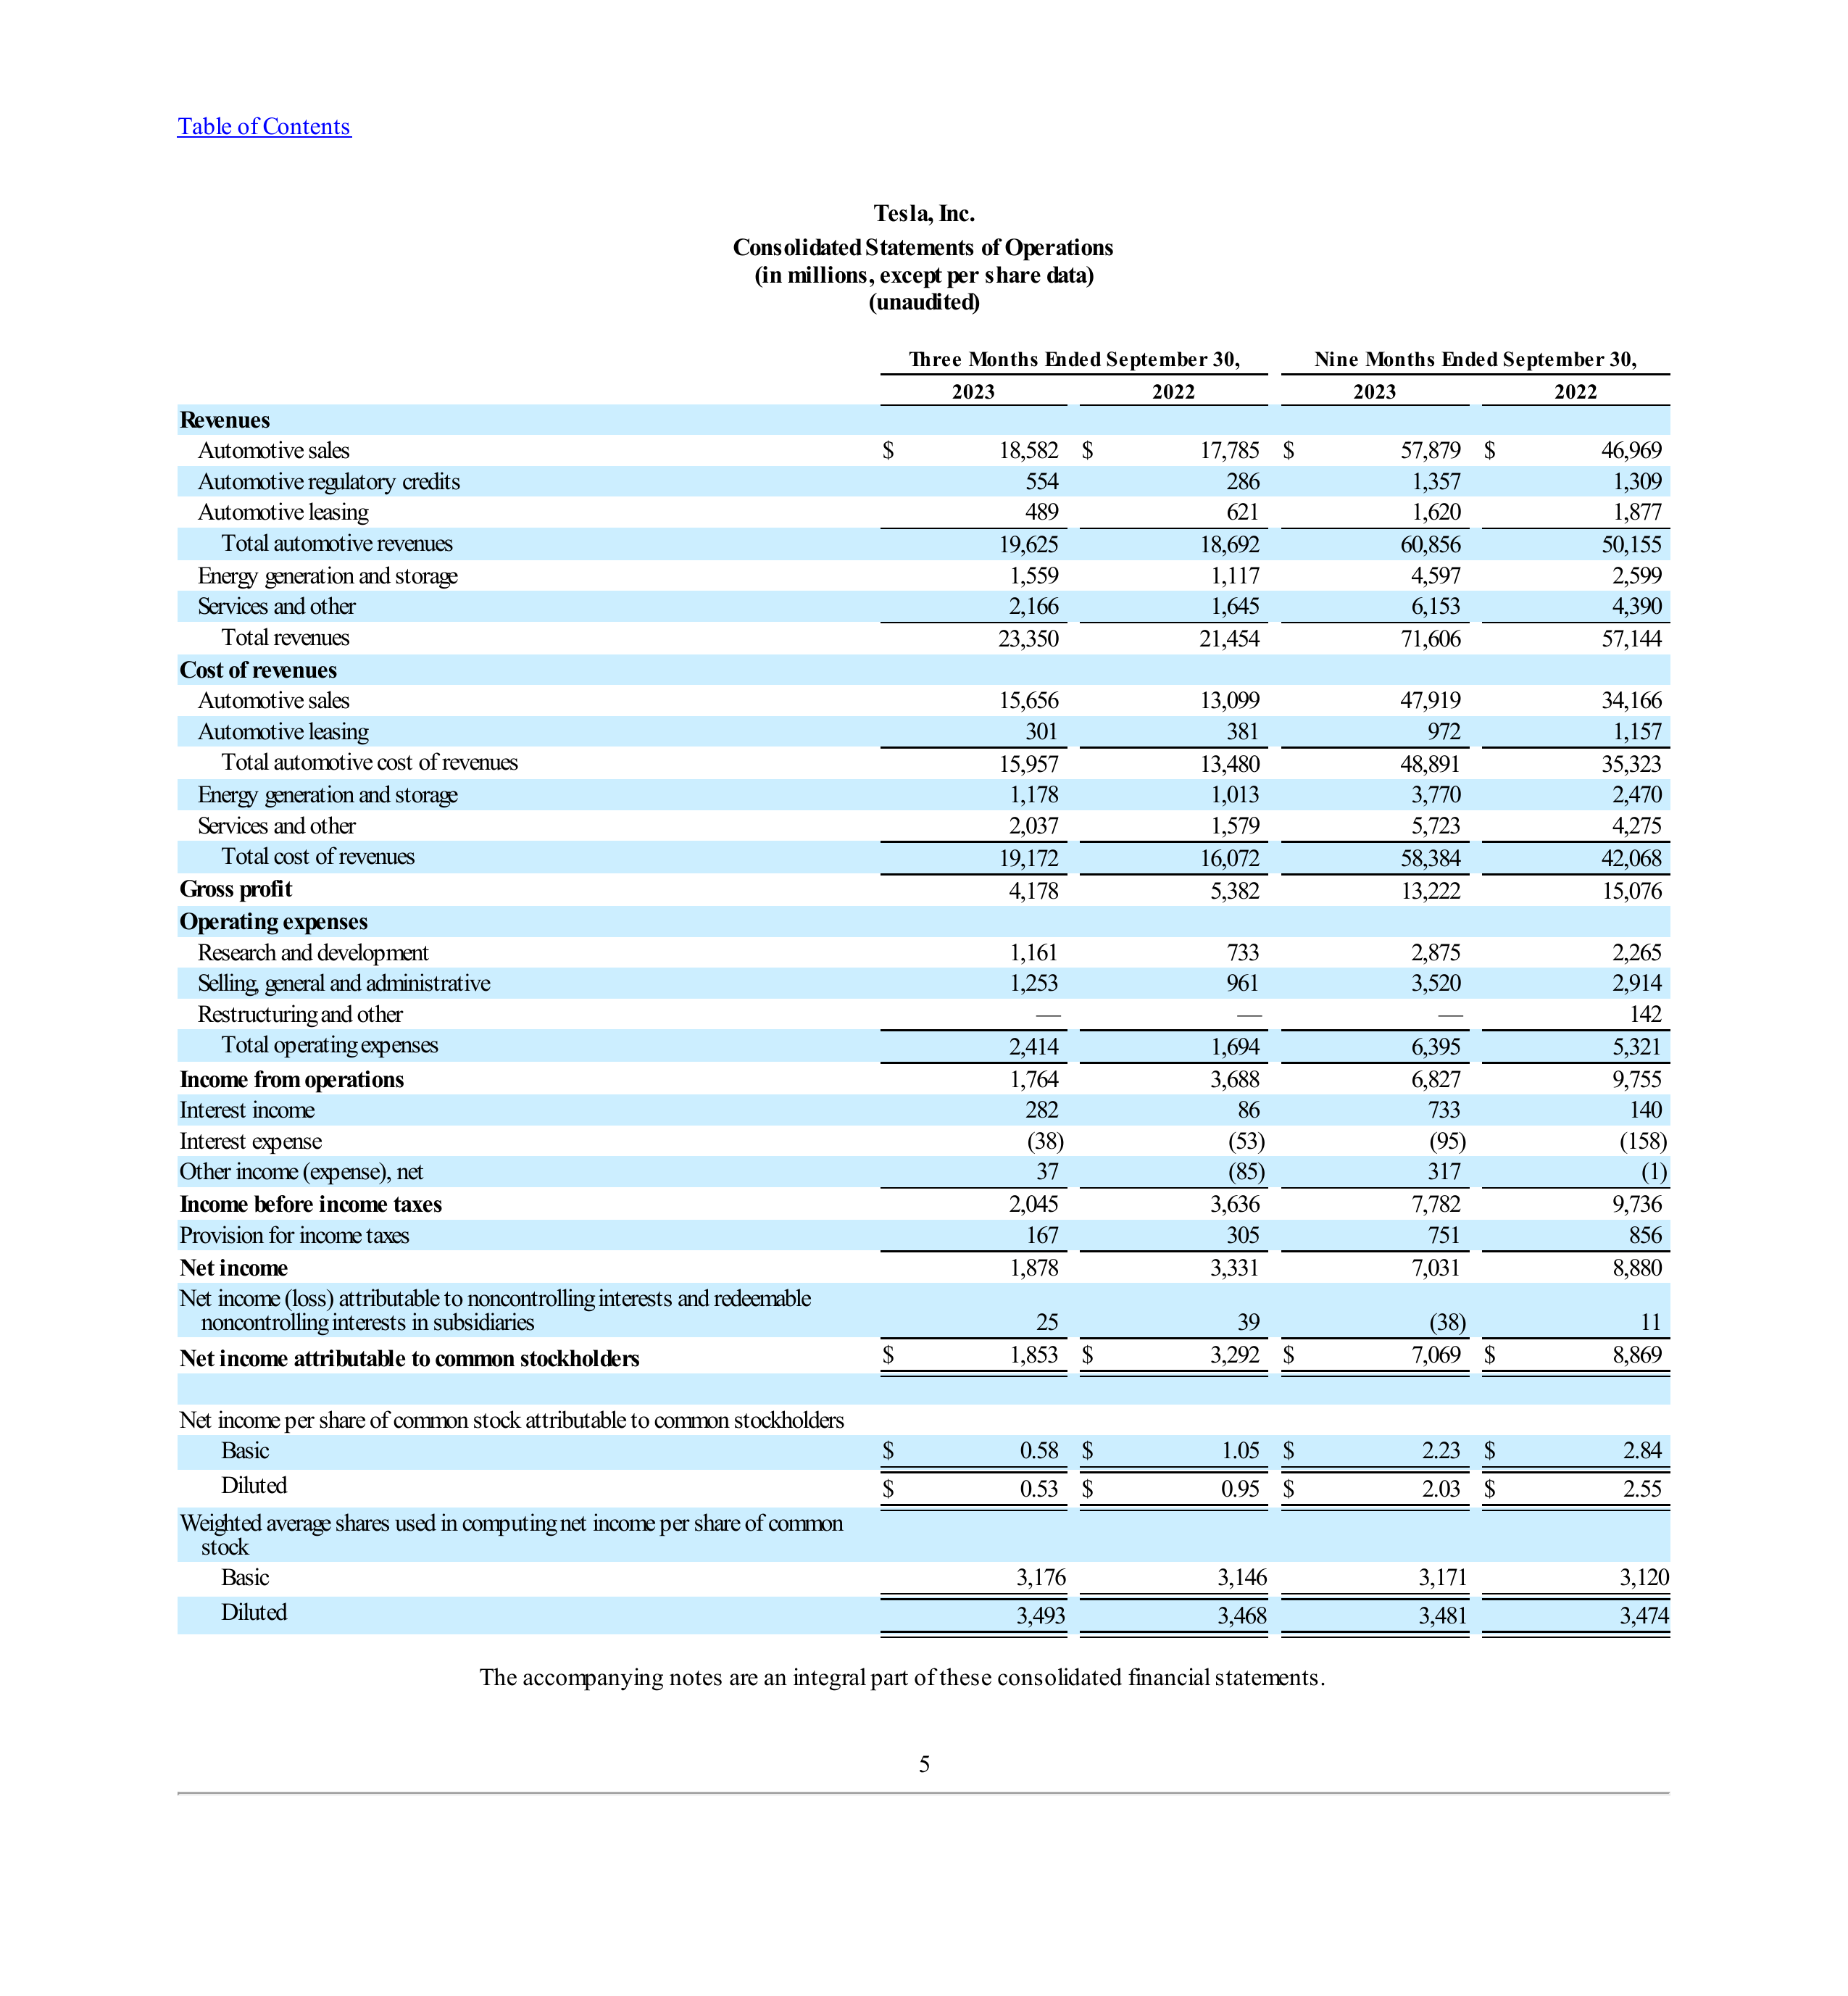 Table of Contents
Tesla, Inc.
Consolidated Statements of Operations
(in millions, except per share data)
(unaudited)
Three Months Ended September 30, Nine Months Ended September 30,
2023 2022 2023 2022
Revenues
Automotive sales $ 18,582 $ 17,785 $ 57,879 $ 46,969
Automotive regulatory credits 554 286 1,357 1,309
Automotive leasing 489 621 1,620 1,877
Total automotive revenues 19,625 18,692 60,856 50,155
Energy generation and storage 1,559 1,117 4,597 2,599
Services and other 2,166 1,645 6,153 4,390
Total revenues 23,350 21,454 71,606 57,144
Cost of revenues
Automotive sales 15,656 13,099 47,919 34,166
Automotive leasing 301 381 972 1,157
Total automotive cost of revenues 15,957 13,480 48,891 35,323
Energy generation and storage 1,178 1,013 3,770 2,470
Services and other 2,037 1,579 5,723 4,275
Total cost of revenues 19,172 16,072 58,384 42,068
Gross profit 4,178 5,382 13,222 15,076
Operating expenses
Research and development 1,161 733 2,875 2,265
Selling, general and administrative 1,253 961 3,520 2,914
Restructuring and other — — — 142
Total operating expenses 2,414 1,694 6,395 5,321
Income from operations 1,764 3,688 6,827 9,755
Interest income 282 86 733 140
Interest expense (38) (53) (95) (158)
Other income (expense), net 37 (85) 317 (1)
Income before income taxes 2,045 3,636 7,782 9,736
Provision for income taxes 167 305 751 856
Net income 1,878 3,331 7,031 8,880
Net income (loss) attributable to noncontrolling interests and redeemable
noncontrolling interests in subsidiaries 25 39 (38) 11
Net income attributable to common stockholders $ 1,853 $ 3,292 $ 7,069 $ 8,869
Net income per share of common stock attributable to common stockholders
Basic $ 0.58 $ 1.05 $ 2.23 $ 2.84
Diluted $ 0.53 $ 0.95 $ 2.03 $ 2.55
Weighted average shares used in computing net income per share of common
stock
Basic 3,176 3,146 3,171 3,120
Diluted 3,493 3,468 3,481 3,474
The accompanying notes are an integral part of these consolidated financial statements.
5